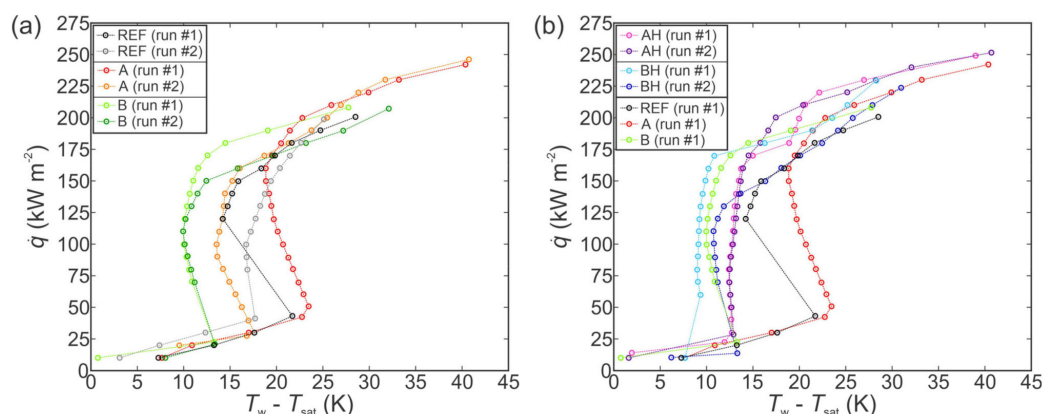 (a)
275
250
225
200
175
150
125
100
75
50
25
0
q̇ (kW m⁻²)
REF (run #1)
REF (run #2)
A (run #1)
A (run #2)
B (run #1)
B (run #2)
0 5 10 15 20 25 30 35 40 45
T_w - T_sat (K)
(b)
275
250
225
200
175
150
125
100
75
50
25
0
q̇ (kW m⁻²)
AH (run #1)
AH (run #2)
BH (run #1)
BH (run #2)
REF (run #1)
A (run #1)
B (run #1)
0 5 10 15 20 25 30 35 40 45
T_w - T_sat (K)